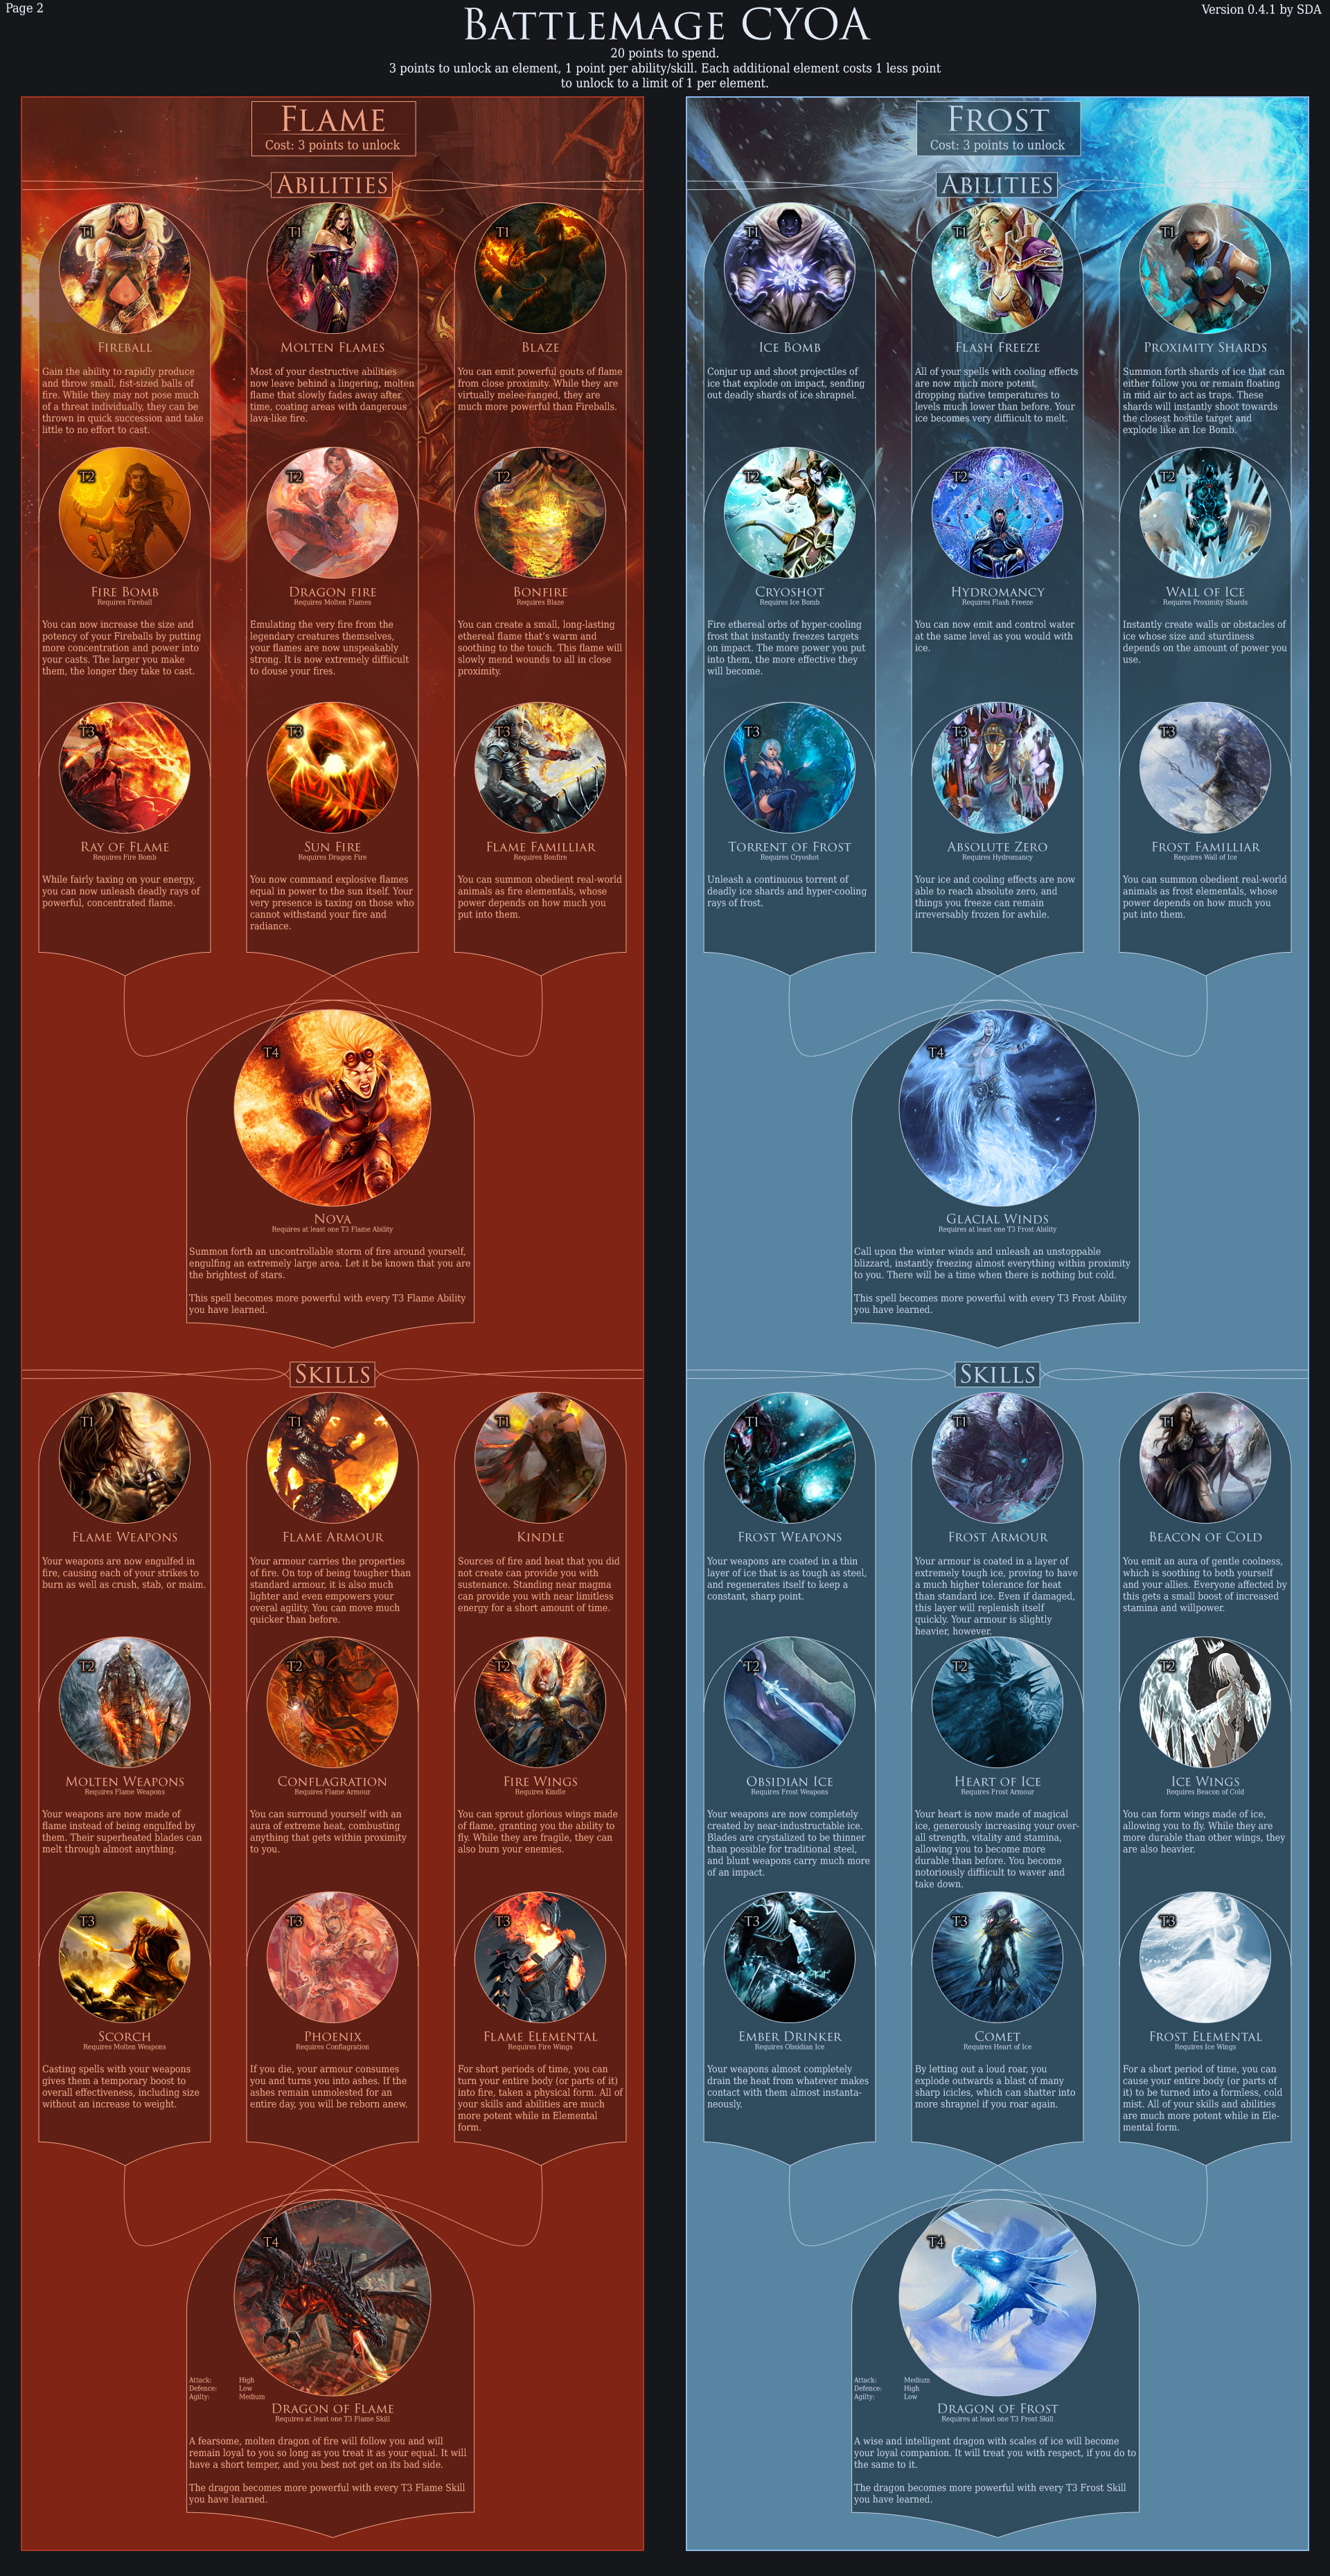 Page 2
Battlemage CYOA
Version 0.4.1 by SDA
20 points to spend.
3 points to unlock an element, 1 point per ability/skill. Each additional element costs 1 less point
to unlock to a limit of 1 per element.
Flame
Cost: 3 points to unlock
Abilities
T1
Fireball
Gain the ability to rapidly produce
and throw small, fist-sized balls of
fire. While they may not pose much
of a threat individually, they can be
thrown in quick succession and take
little to no effort to cast.
T1
Molten Flames
Most of your destructive abilities
now leave behind a lingering, molten
flame that slowly fades away after
time, coating areas with dangerous
lava-like fire.
T1
Blaze
You can emit powerful gouts of flame
from close proximity. While they are
virtually melee-ranged, they are
much more powerful than Fireballs.
T2
Fire Bomb
Requires Fireball
You can now increase the size and
potency of your Fireballs by putting
more concentration and power into
your casts. The larger you make
them, the longer they take to cast.
T2
Dragon fire
Requires Molten Flames
Emulating the very fire from the
legendary creatures themselves,
your flames are now unspeakably
strong. It is now extremely diffiicult
to douse your fires.
T2
Bonfire
Requires Blaze
You can create a small, long-lasting
ethereal flame that's warm and
soothing to the touch. This flame will
slowly mend wounds to all in close
proximity.
T3
Ray of Flame
Requires Fire Bomb
While fairly taxing on your energy,
you can now unleash deadly rays of
powerful, concentrated flame.
T3
Sun Fire
Requires Dragon Fire
You now command explosive flames
equal in power to the sun itself. Your
very presence is taxing on those who
cannot withstand your fire and
radiance.
T3
Flame Familliar
Requires Bonfire
You can summon obedient real-world
animals as fire elementals, whose
power depends on how much you
put into them.
T4
Nova
Requires at least one T3 Flame Ability
Summon forth an uncontrollable storm of fire around yourself,
engulfing an extremely large area. Let it be known that you are
the brightest of stars.
This spell becomes more powerful with every T3 Flame Ability
you have learned.
Skills
T1
Flame Weapons
Your weapons are now engulfed in
fire, causing each of your strikes to
burn as well as crush, stab, or maim.
T1
Flame Armour
Your armour carries the properties
of fire. On top of being tougher than
standard armour, it is also much
lighter and even empowers your
overal agility. You can move much
quicker than before.
T1
Kindle
Sources of fire and heat that you did
not create can provide you with
sustenance. Standing near magma
can provide you with near limitless
energy for a short amount of time.
T2
Molten Weapons
Requires Flame Weapons
Your weapons are now made of
flame instead of being engulfed by
them. Their superheated blades can
melt through almost anything.
T2
Conflagration
Requires Flame Armour
You can surround yourself with an
aura of extreme heat, combusting
anything that gets within proximity
to you.
T2
Fire Wings
Requires Kindle
You can sprout glorious wings made
of flame, granting you the ability to
fly. While they are fragile, they can
also burn your enemies.
T3
Scorch
Requires Molten Weapons
Casting spells with your weapons
gives them a temporary boost to
overall effectiveness, including size
without an increase to weight.
T3
Phoenix
Requires Conflagration
If you die, your armour consumes
you and turns you into ashes. If the
ashes remain unmolested for an
entire day, you will be reborn anew.
T3
Flame Elemental
Requires Fire Wings
For short periods of time, you can
turn your entire body (or parts of it)
into fire, taken a physical form. All of
your skills and abilities are much
more potent while in Elemental
form.
T4
Attack: High
Defence: Low
Agilty: Medium
Dragon of Flame
Requires at least one T3 Flame Skill
A fearsome, molten dragon of fire will follow you and will
remain loyal to you so long as you treat it as your equal. It will
have a short temper, and you best not get on its bad side.
The dragon becomes more powerful with every T3 Flame Skill
you have learned.
Frost
Cost: 3 points to unlock
Abilities
T1
Ice Bomb
Conjur up and shoot projectiles of
ice that explode on impact, sending
out deadly shards of ice shrapnel.
T1
Flash Freeze
All of your spells with cooling effects
are now much more potent,
dropping native temperatures to
levels much lower than before. Your
ice becomes very diffiicult to melt.
T1
Proximity Shards
Summon forth shards of ice that can
either follow you or remain floating
in mid air to act as traps. These
shards will instantly shoot towards
the closest hostile target and
explode like an Ice Bomb.
T2
Cryoshot
Requires Ice Bomb
Fire ethereal orbs of hyper-cooling
frost that instantly freezes targets
on impact. The more power you put
into them, the more effective they
will become.
T2
Hydromancy
Requires Flash Freeze
You can now emit and control water
at the same level as you would with
ice.
T2
Wall of Ice
Requires Proximity Shards
Instantly create walls or obstacles of
ice whose size and sturdiness
depends on the amount of power you
use.
T3
Torrent of Frost
Requires Cryoshot
Unleash a continuous torrent of
deadly ice shards and hyper-cooling
rays of frost.
T3
Absolute Zero
Requires Hydromancy
Your ice and cooling effects are now
able to reach absolute zero, and
things you freeze can remain
irreversably frozen for awhile.
T3
Frost Familliar
Requires Wall of Ice
You can summon obedient real-world
animals as frost elementals, whose
power depends on how much you
put into them.
T4
Glacial Winds
Requires at least one T3 Frost Ability
Call upon the winter winds and unleash an unstoppable
blizzard, instantly freezing almost everything within proximity
to you. There will be a time when there is nothing but cold.
This spell becomes more powerful with every T3 Frost Ability
you have learned.
Skills
T1
Frost Weapons
Your weapons are coated in a thin
layer of ice that is as tough as steel,
and regenerates itself to keep a
constant, sharp point.
T1
Frost Armour
Your armour is coated in a layer of
extremely tough ice, proving to have
a much higher tolerance for heat
than standard ice. Even if damaged,
this layer will replenish itself
quickly. Your armour is slightly
heavier, however.
T1
Beacon of Cold
You emit an aura of gentle coolness,
which is soothing to both yourself
and your allies. Everyone affected by
this gets a small boost of increased
stamina and willpower.
T2
Obsidian Ice
Requires Frost Weapons
Your weapons are now completely
created by near-industructable ice.
Blades are crystalized to be thinner
than possible for traditional steel,
and blunt weapons carry much more
of an impact.
T2
Heart of Ice
Requires Frost Armour
Your heart is now made of magical
ice, generously increasing your over-
all strength, vitality and stamina,
allowing you to become more
durable than before. You become
notoriously diffiicult to waver and
take down.
T2
Ice Wings
Requires Beacon of Cold
You can form wings made of ice,
allowing you to fly. While they are
more durable than other wings, they
are also heavier.
T3
Ember Drinker
Requires Obsidian Ice
Your weapons almost completely
drain the heat from whatever makes
contact with them almost instanta-
neously.
T3
Comet
Requires Heart of Ice
By letting out a loud roar, you
explode outwards a blast of many
sharp icicles, which can shatter into
more shrapnel if you roar again.
T3
Frost Elemental
Requires Ice Wings
For a short period of time, you can
cause your entire body (or parts of
it) to be turned into a formless, cold
mist. All of your skills and abilities
are much more potent while in Ele-
mental form.
T4
Attack: Medium
Defence: High
Agilty: Low
Dragon of Frost
Requires at least one T3 Frost Skill
A wise and intelligent dragon with scales of ice will become
your loyal companion. It will treat you with respect, if you do to
the same to it.
The dragon becomes more powerful with every T3 Frost Skill
you have learned.